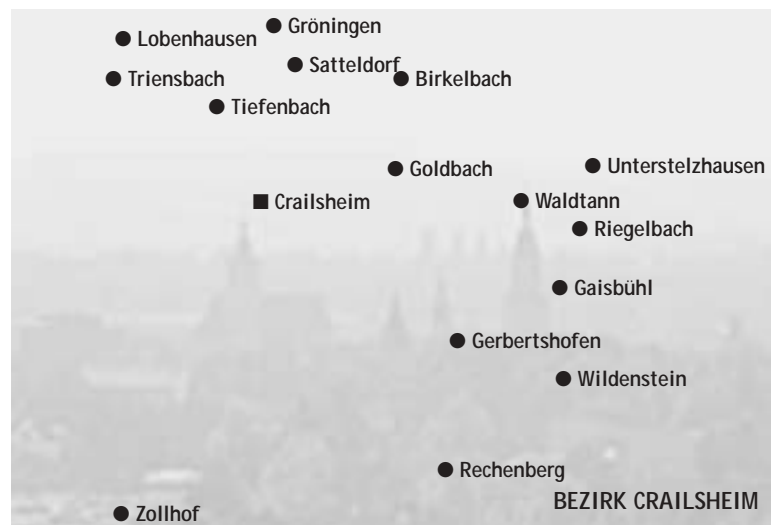 Gröningen
Lobenhausen
Satteldorf
Triensbach
Birkelbach
Tiefenbach
Goldbach
Unterstelzhausen
Crailsheim
Waldtann
Riegelbach
Gaisbühl
Gerbertshofen
Wildenstein
Rechenberg
BEZIRK CRAILSHEIM
Zollhof